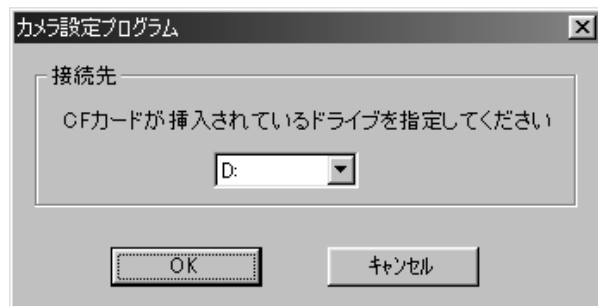 カメラ設定プログラム
接続先
CFカードが挿入されているドライブを指定してください
D:
OK
キャンセル